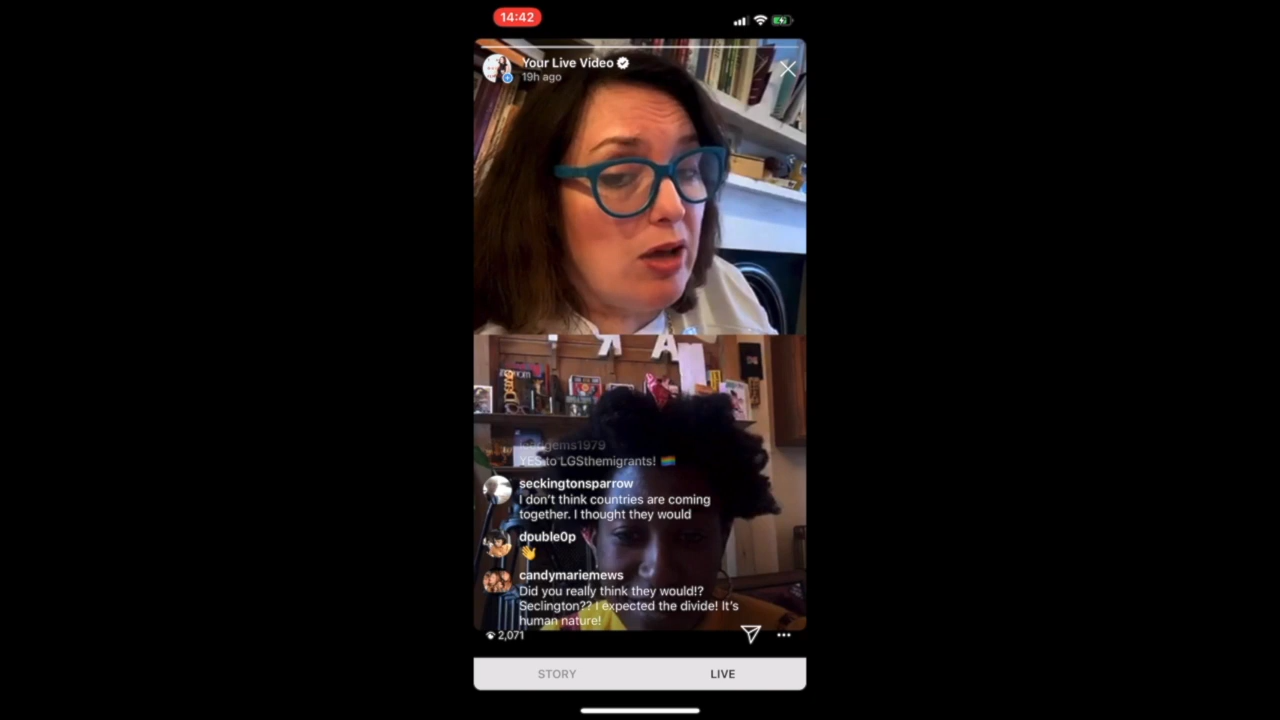 14:42
Your Live Video
19h ago
YES to LGSthemigrants! 🏳️‍🌈
seckingtonsparrow
I don't think countries are coming
together. I thought they would
double0p
👋
candymariemews
Did you really think they would!?
Seclington?? I expected the divide! It's
human nature!
2,071
STORY
LIVE